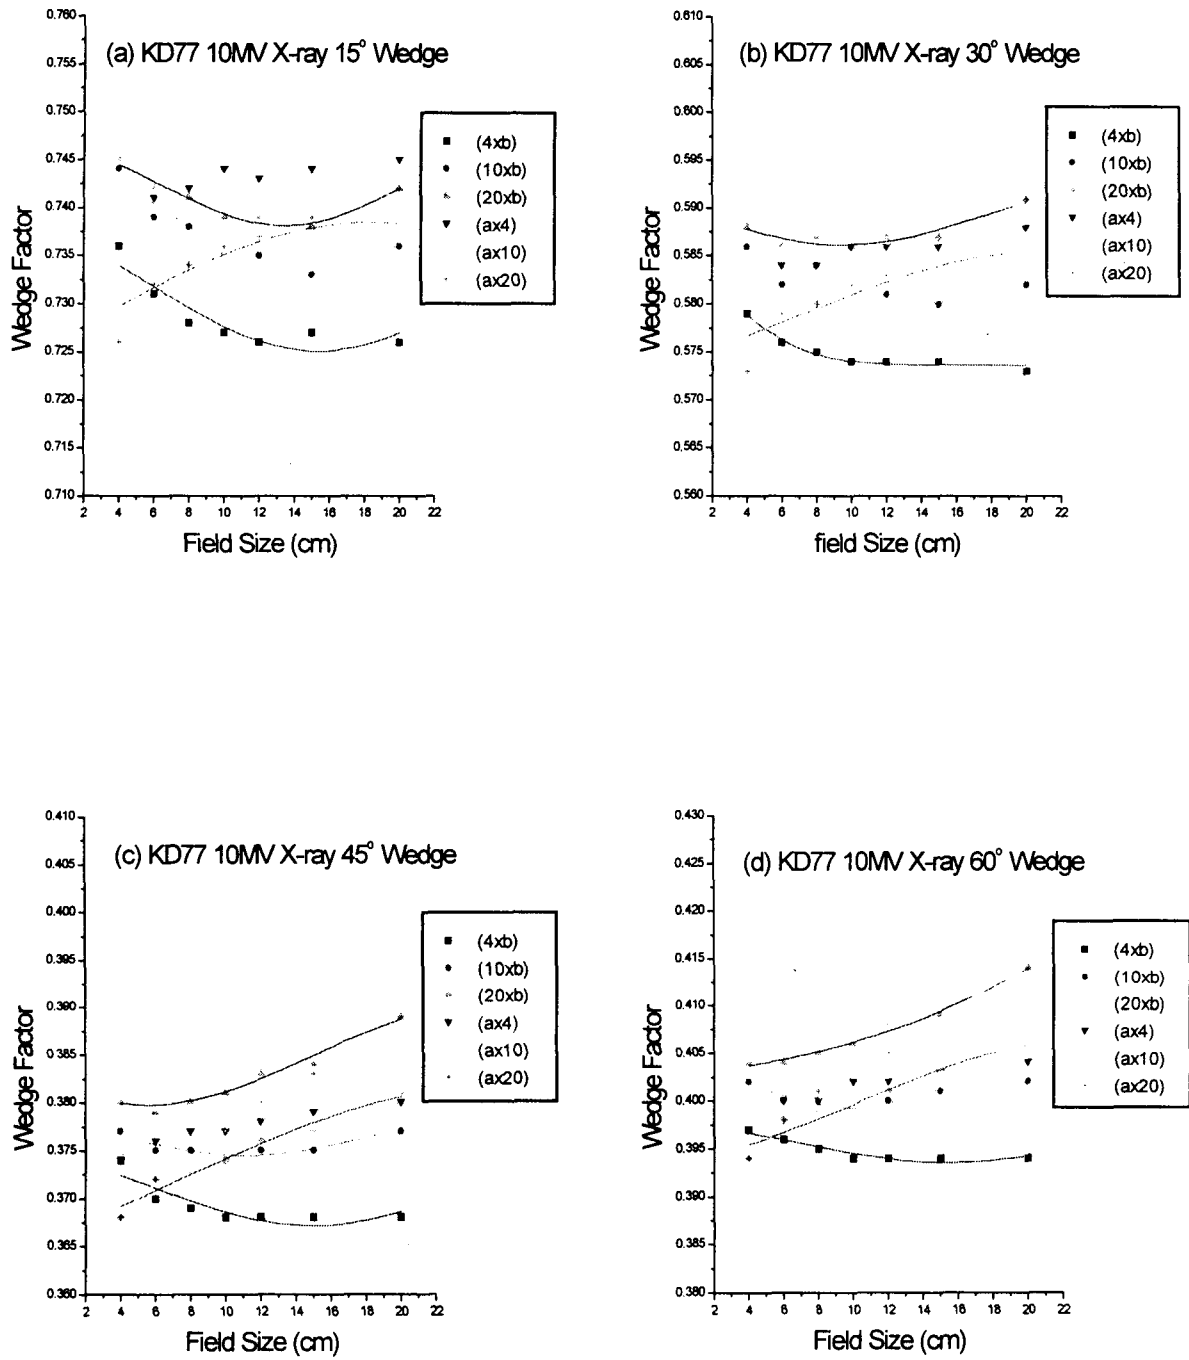 (a) KD77 10MV X-ray 15° Wedge
0.760
0.755
0.750
0.745
0.740
0.735
0.730
0.725
0.720
0.715
0.710
Wedge Factor
2 4 6 8 10 12 14 16 18 20 22
Field Size (cm)
(4xb)
(10xb)
(20xb)
(ax4)
(ax10)
(ax20)
(b) KD77 10MV X-ray 30° Wedge
0.610
0.605
0.600
0.595
0.590
0.585
0.580
0.575
0.570
0.565
0.560
Wedge Factor
2 4 6 8 10 12 14 16 18 20 22
field Size (cm)
(4xb)
(10xb)
(20xb)
(ax4)
(ax10)
(ax20)
(c) KD77 10MV X-ray 45° Wedge
0.410
0.405
0.400
0.395
0.390
0.385
0.380
0.375
0.370
0.365
0.360
Wedge Factor
2 4 6 8 10 12 14 16 18 20 22
Field Size (cm)
(4xb)
(10xb)
(20xb)
(ax4)
(ax10)
(ax20)
(d) KD77 10MV X-ray 60° Wedge
0.430
0.425
0.420
0.415
0.410
0.405
0.400
0.395
0.390
0.385
0.380
Wedge Factor
2 4 6 8 10 12 14 16 18 20 22
Field Size (cm)
(4xb)
(10xb)
(20xb)
(ax4)
(ax10)
(ax20)